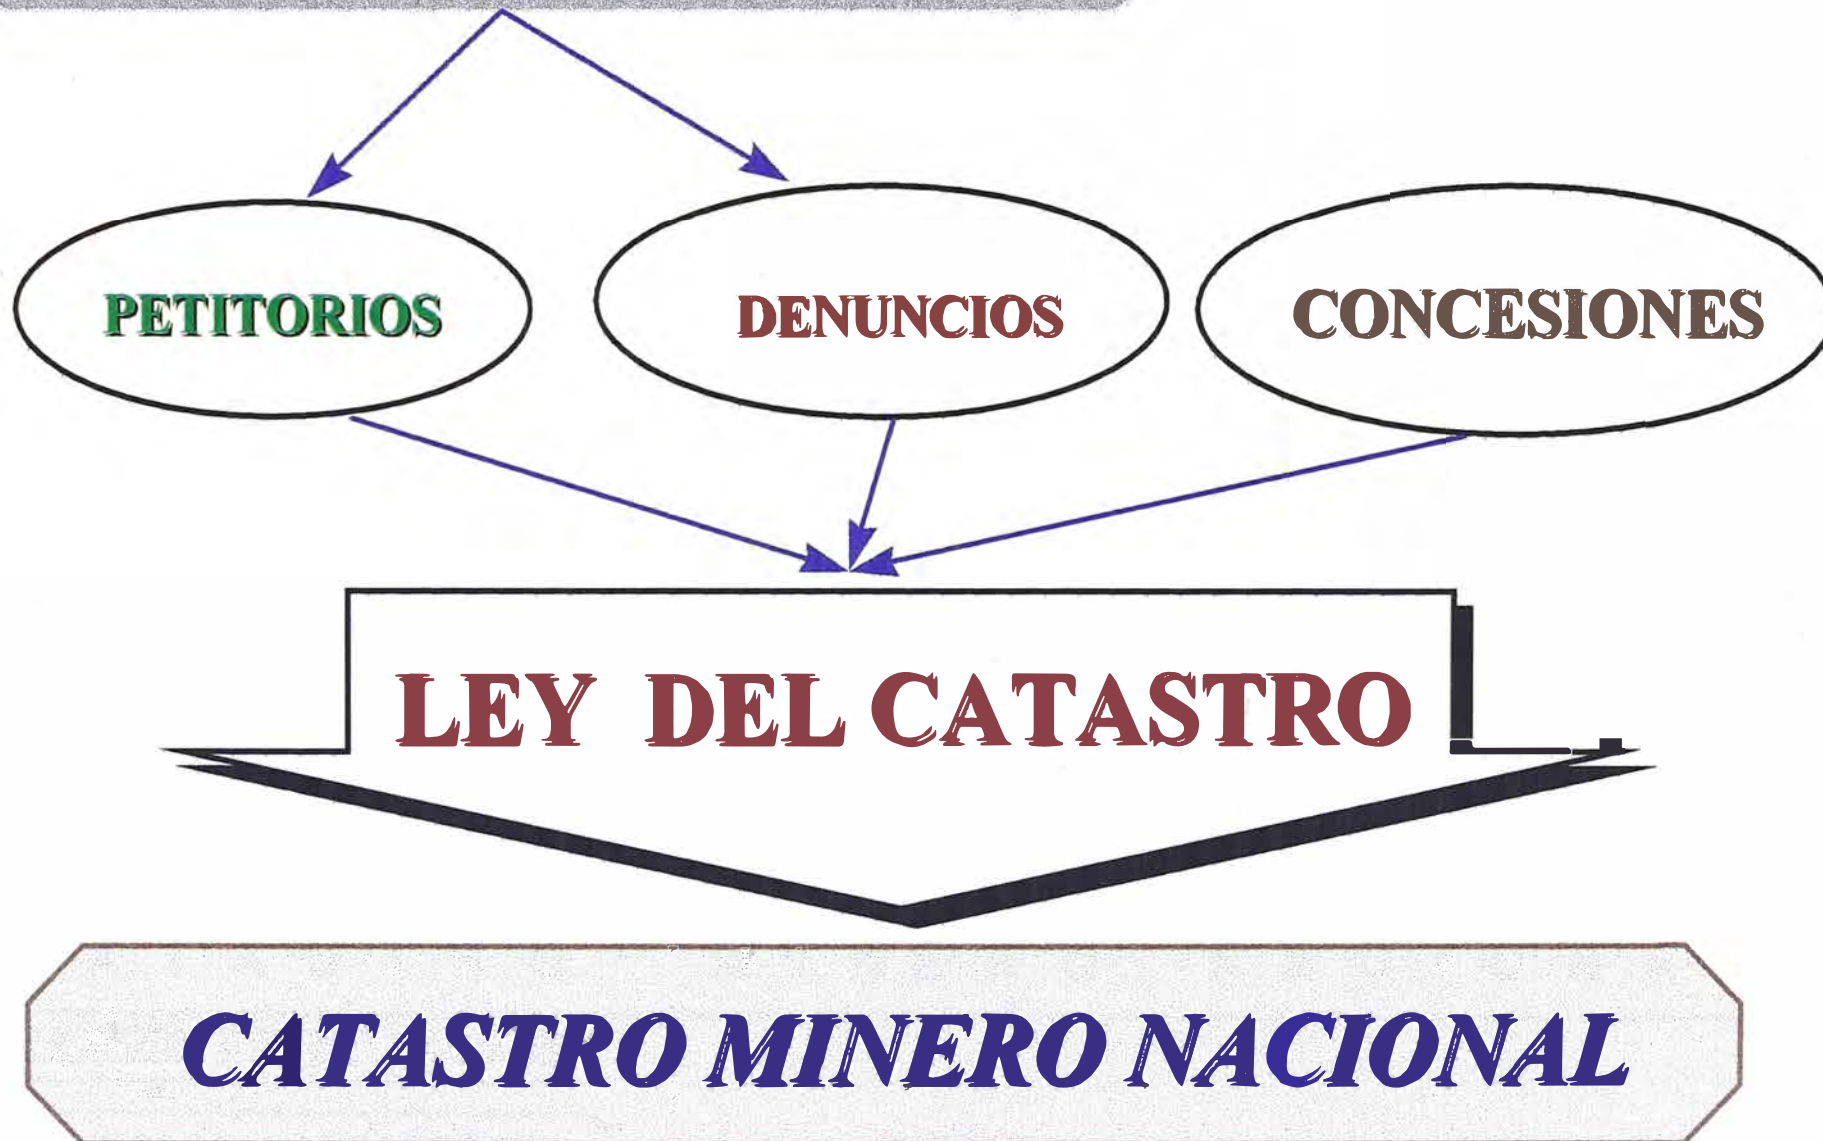 PETITORIOS
DENUNCIOS
CONCESIONES
LEY DEL CATASTRO
CATASTRO MINERO NACIONAL